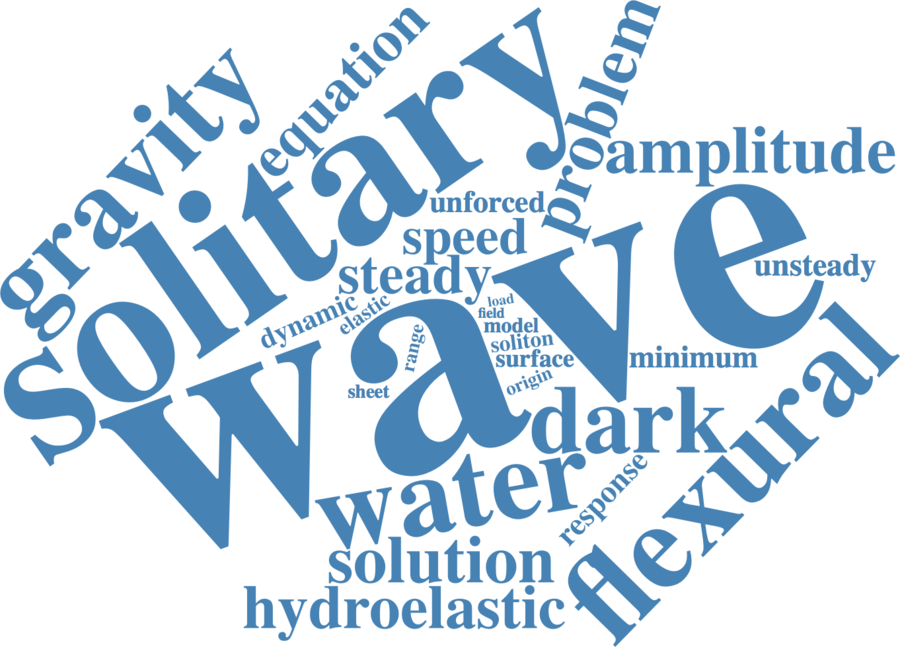 equation
problem
gravity
Solitary
amplitude
unforced
speed
wave
unsteady
steady
dynamic
elastic
load
field
model
soliton
surface
range
sheet
origin
minimum
dark
flexural
water
response
solution
hydroelastic